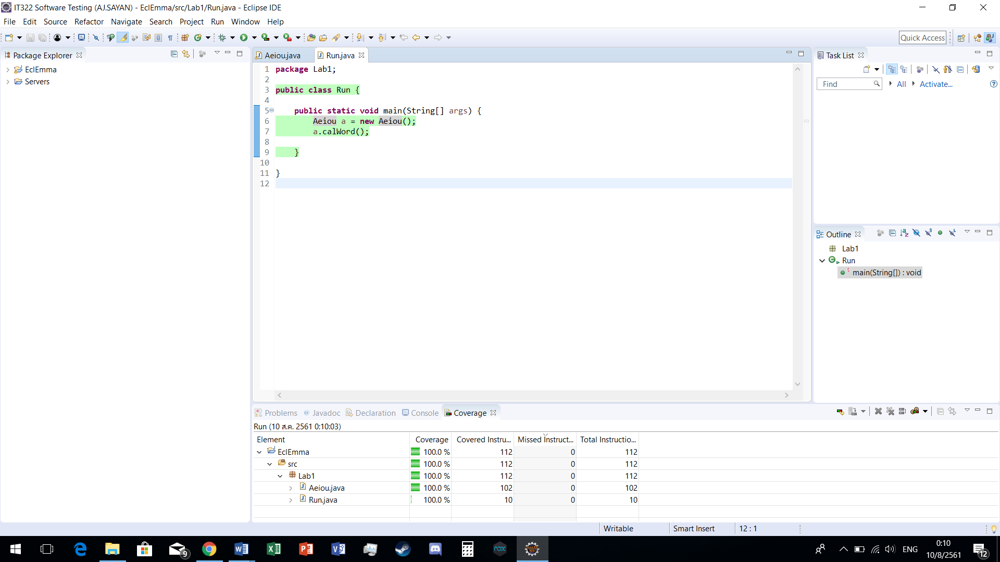 IT322 Software Testing (AJ.SAYAN) - EclEmma/src/Lab1/Run.java - Eclipse IDE
File Edit Source Refactor Navigate Search Project Run Window Help
Quick Access
Package Explorer
EclEmma
Servers
Aeiou.java Run.java
1 package Lab1;
2
3 public class Run {
4
5 public static void main(String[] args) {
6 Aeiou a = new Aeiou();
7 a.calWord();
8
9 }
10
11 }
12
Task List
Find All Activate...
Outline
Lab1
Run
main(String[]) : void
Problems @ Javadoc Declaration Console Coverage
Run (10 ส.ค. 2561 0:10:03)
Element Coverage Covered Instru... Missed Instruct... Total Instructio...
EclEmma 100.0 % 112 0 112
src 100.0 % 112 0 112
Lab1 100.0 % 112 0 112
Aeiou.java 100.0 % 102 0 102
Run.java 100.0 % 10 0 10
Writable Smart Insert 12 : 1
9
nox
ENG
0:10
10/8/2561
12